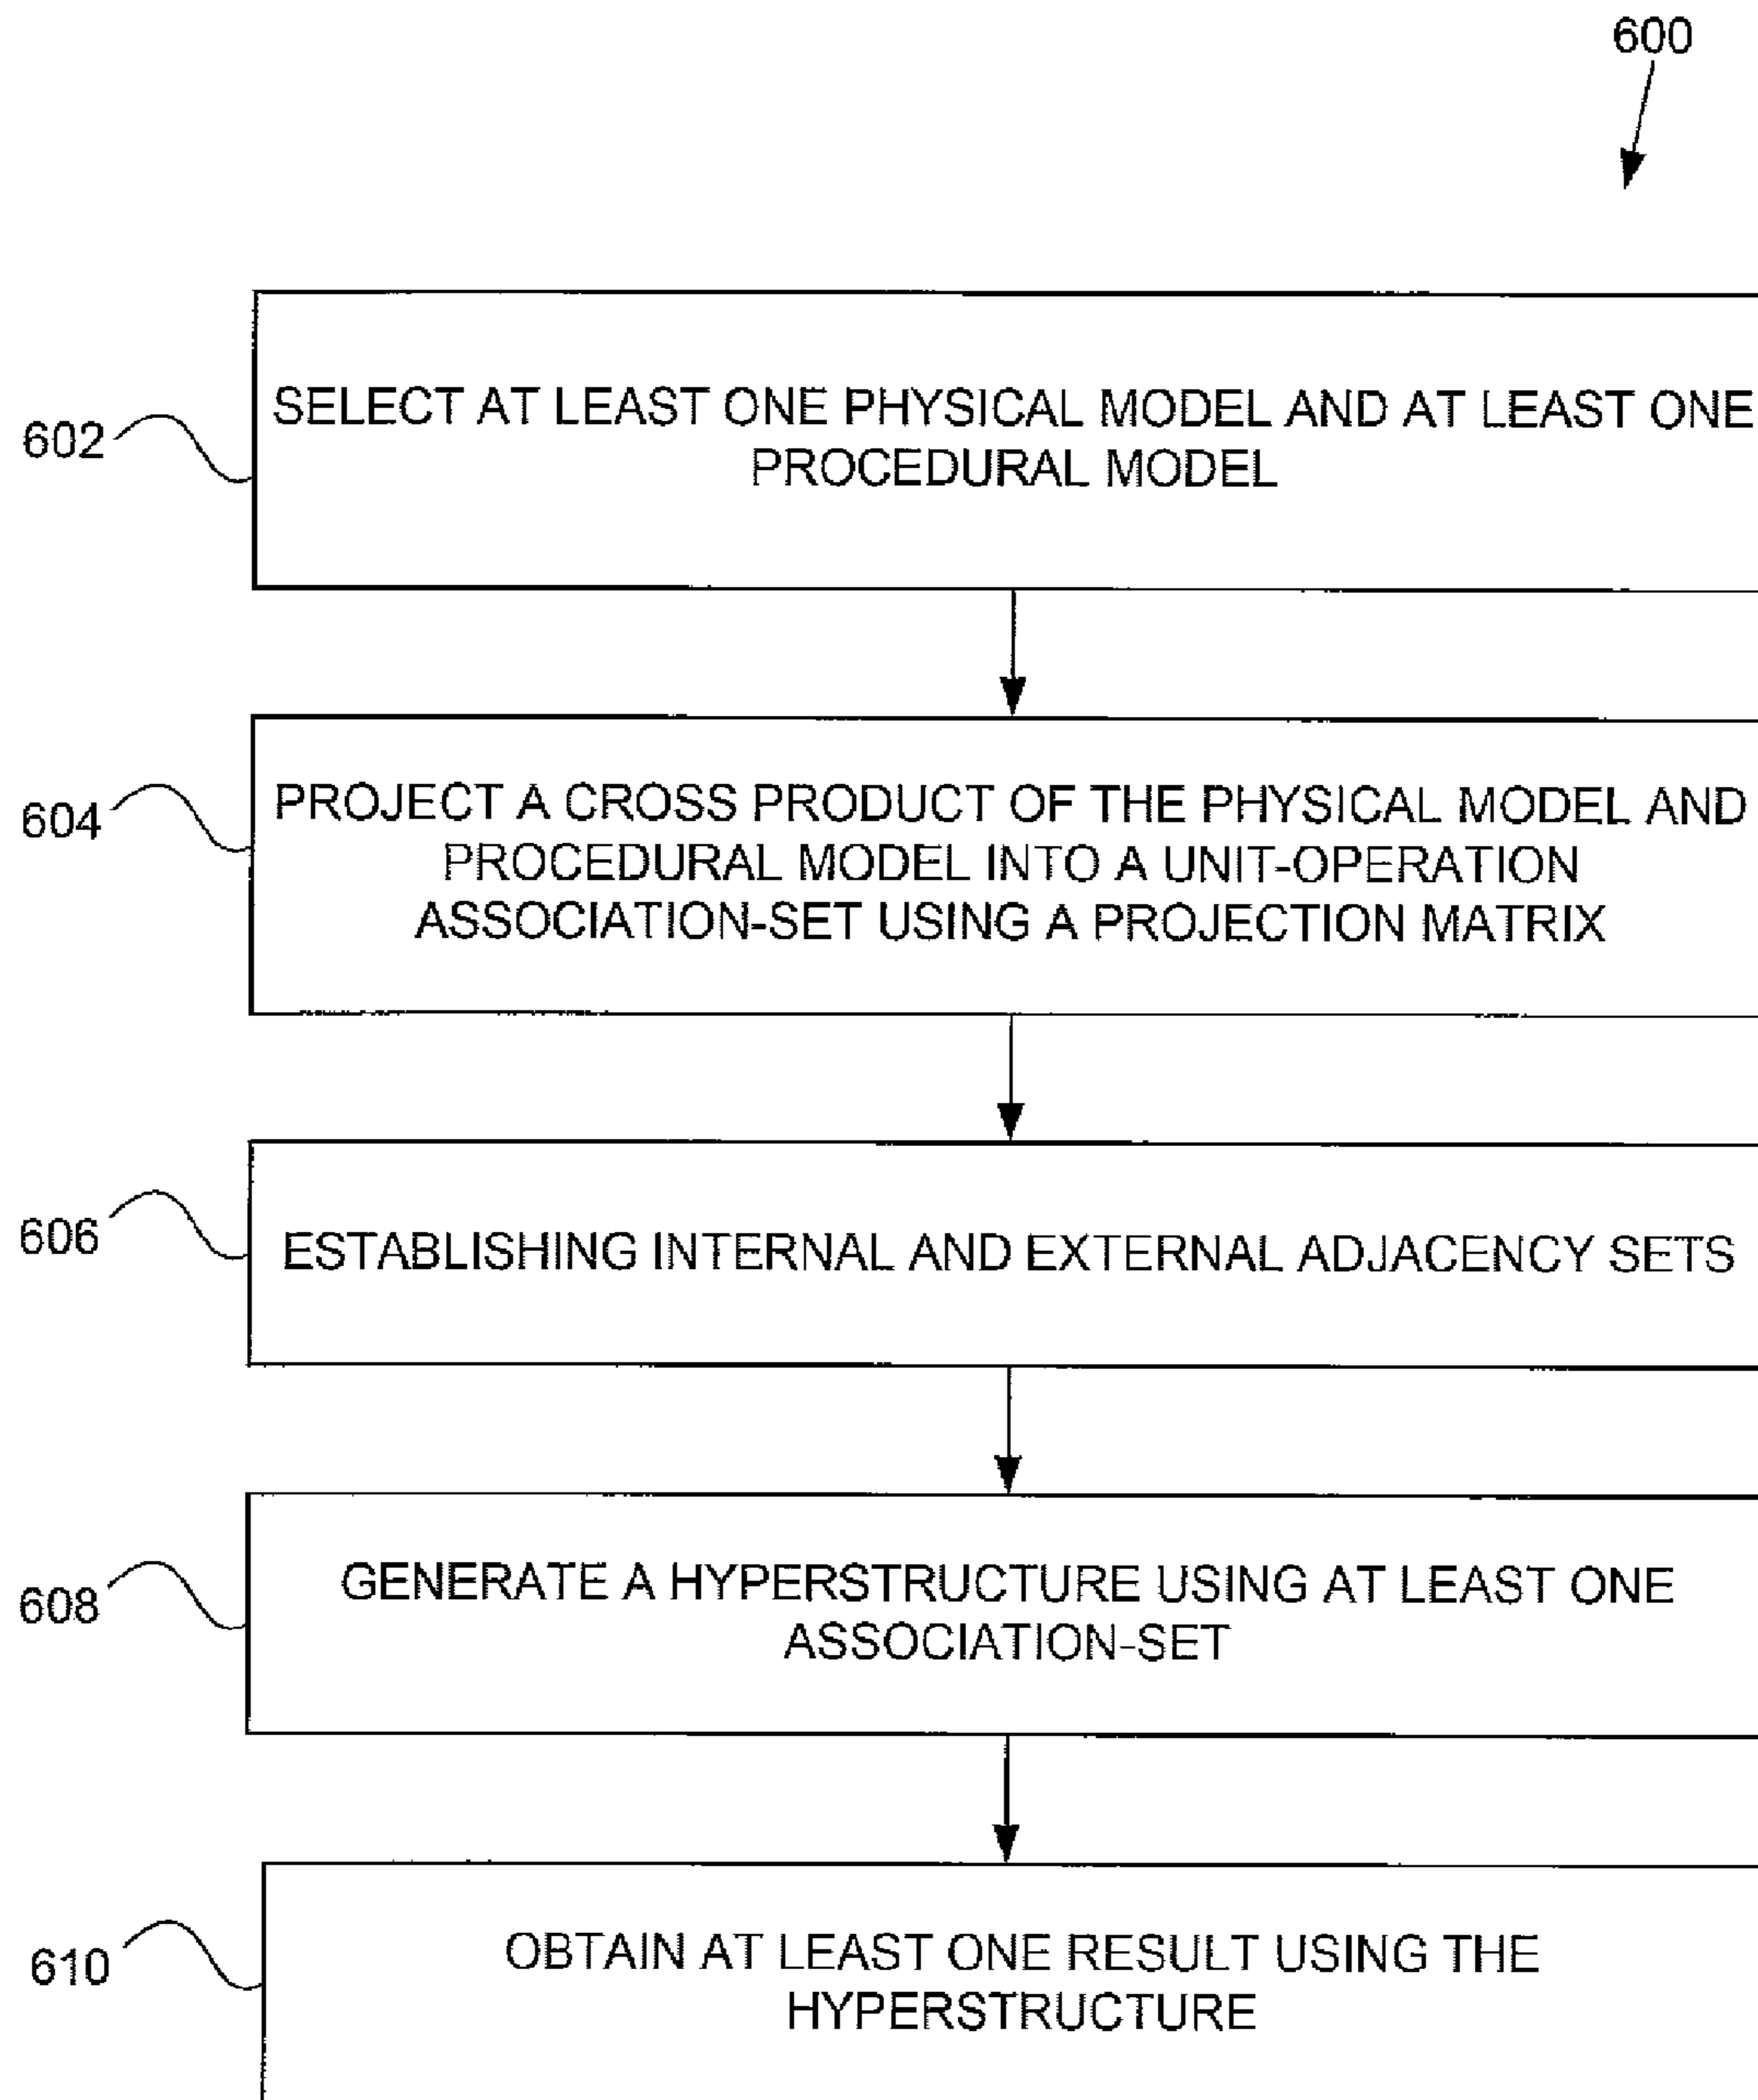 600
602
SELECT AT LEAST ONE PHYSICAL MODEL AND AT LEAST ONE
PROCEDURAL MODEL
604
PROJECT A CROSS PRODUCT OF THE PHYSICAL MODEL AND
PROCEDURAL MODEL INTO A UNIT-OPERATION
ASSOCIATION-SET USING A PROJECTION MATRIX
606
ESTABLISHING INTERNAL AND EXTERNAL ADJACENCY SETS
608
GENERATE A HYPERSTRUCTURE USING AT LEAST ONE
ASSOCIATION-SET
610
OBTAIN AT LEAST ONE RESULT USING THE
HYPERSTRUCTURE